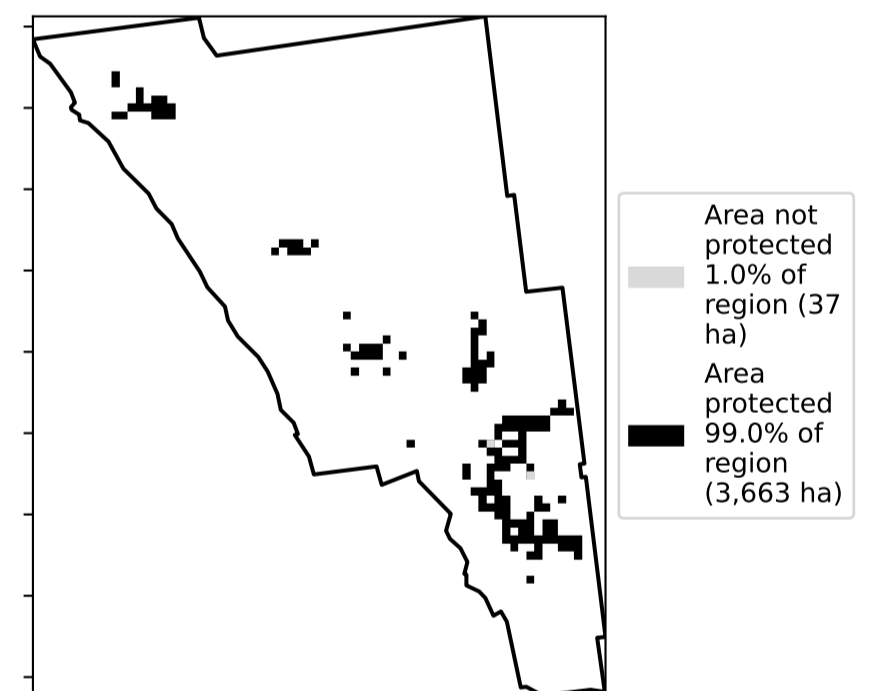 Area not
protected
1.0% of
region (37
ha)
Area
protected
99.0% of
region
(3,663 ha)